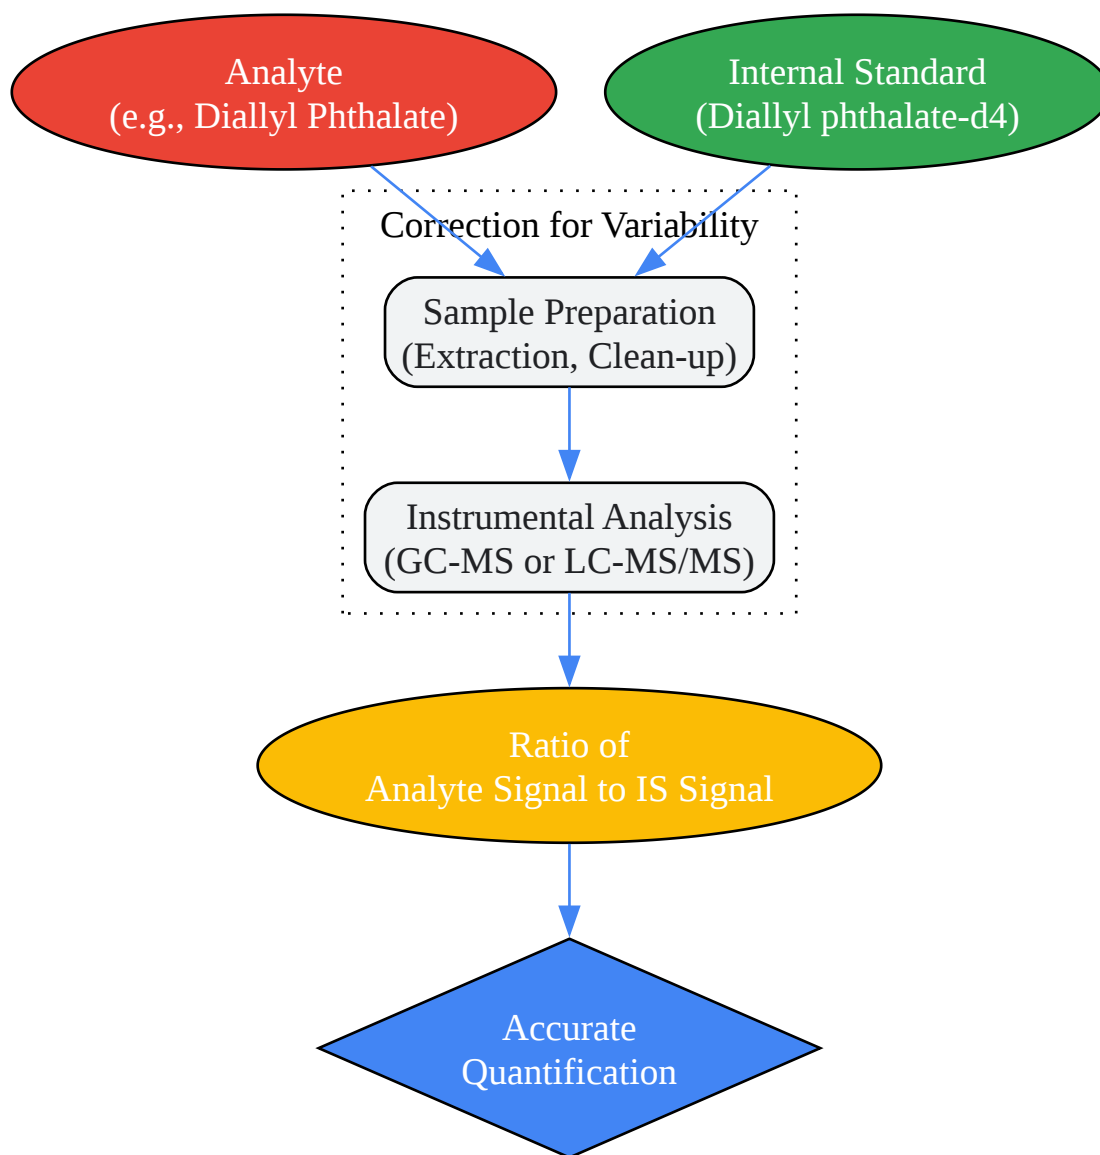 Analyte
(e.g., Diallyl Phthalate)
Internal Standard
(Diallyl phthalate-d4)
Correction for Variability
Sample Preparation
(Extraction, Clean-up)
Instrumental Analysis
(GC-MS or LC-MS/MS)
Ratio of
Analyte Signal to IS Signal
Accurate
Quantification